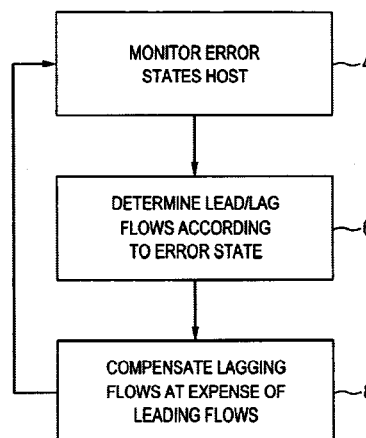 MONITOR ERROR
STATES HOST
DETERMINE LEAD/LAG
FLOWS ACCORDING
TO ERROR STATE
COMPENSATE LAGGING
FLOWS AT EXPENSE OF
LEADING FLOWS